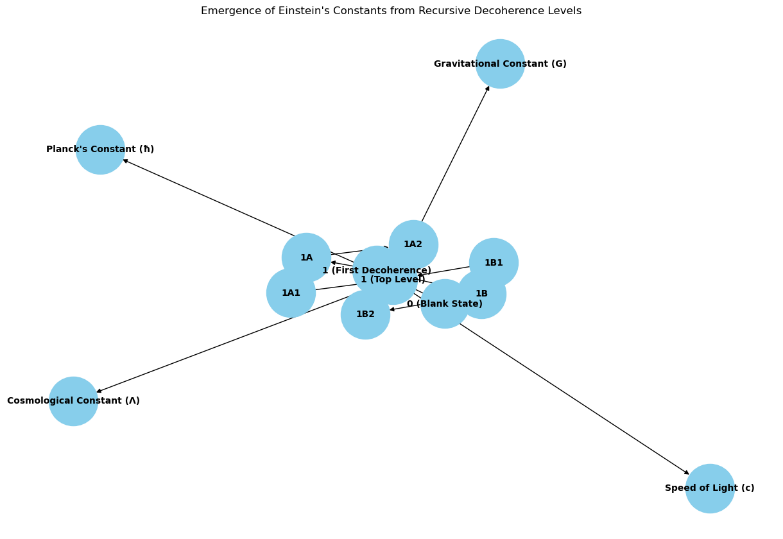 Emergence of Einstein's Constants from Recursive Decoherence Levels
Gravitational Constant (G)
Planck's Constant (ħ)
1A2
1A
1B1
1 (First Decoherence)
1 (Top Level)
1A1
1B
0 (Blank State)
1B2
Cosmological Constant (Λ)
Speed of Light (c)